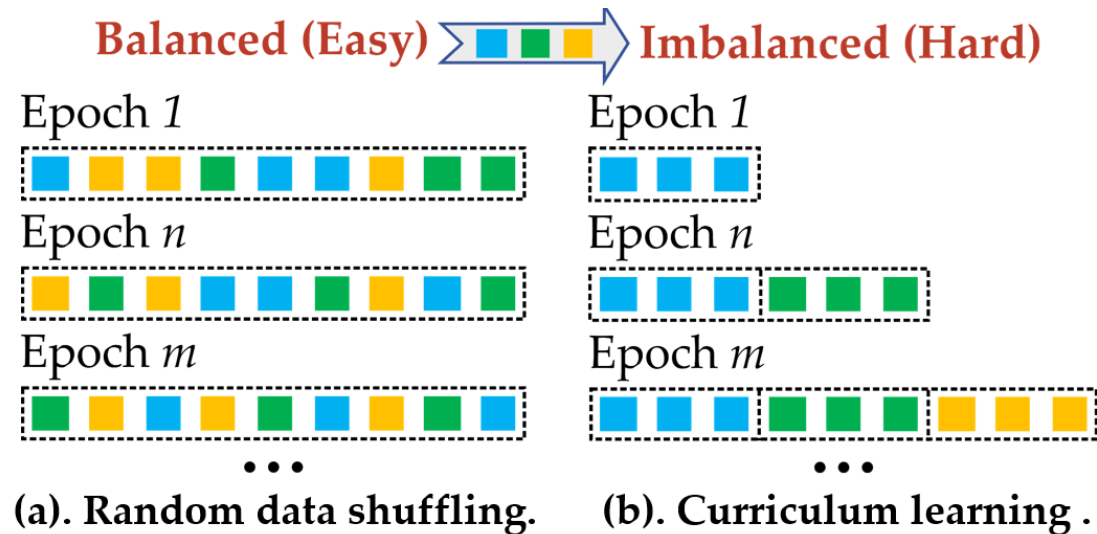 Balanced (Easy) Imbalanced (Hard)
Epoch 1
Epoch n
Epoch m
...
(a). Random data shuffling.
Epoch 1
Epoch n
Epoch m
...
(b). Curriculum learning .